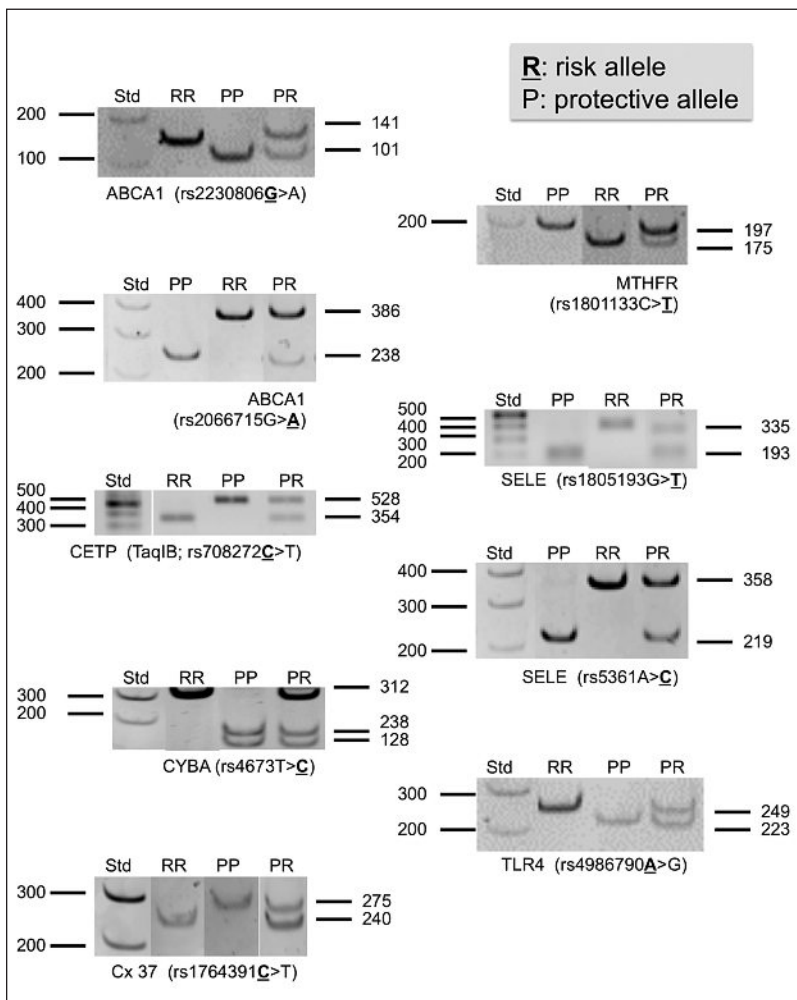 R: risk allele
P: protective allele
Std RR PP PR
200
100
141
101
ABCA1 (rs2230806G>A)
Std PP RR PR
400
300
200
386
238
ABCA1
(rs2066715G>A)
Std RR PP PR
500
400
300
528
354
CETP (TaqIB; rs708272C>T)
Std RR PP PR
300
200
312
238
128
CYBA (rs4673T>C)
Std RR PP PR
300
200
275
240
Cx 37 (rs1764391C>T)
Std PP RR PR
200
197
175
MTHFR
(rs1801133C>T)
Std PP RR PR
500
400
300
200
335
193
SELE (rs1805193G>T)
Std PP RR PR
400
300
200
358
219
SELE (rs5361A>C)
Std RR PP PR
300
200
249
223
TLR4 (rs4986790A>G)